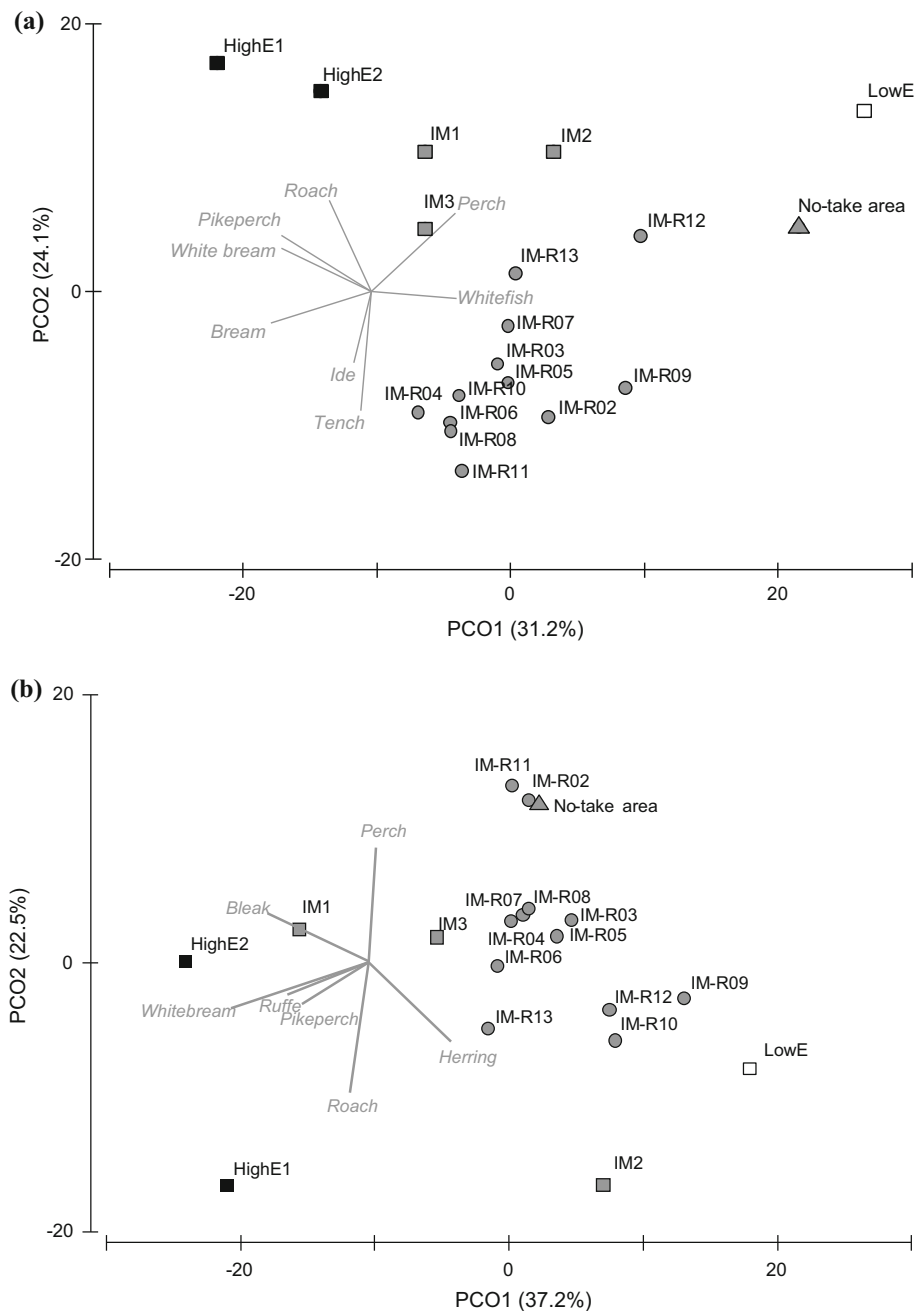 (a)
20
HighE1
HighE2
LowE
IM1
IM2
Roach
IM3
Perch
No-take area
Pikeperch
IM-R12
White bream
IM-R13
PCO2 (24.1%)
0
Whitefish
Bream
IM-R07
IM-R03
Ide
IM-R05
IM-R09
IM-R04
IM-R10
IM-R02
Tench
IM-R06
IM-R08
IM-R11
-20
-20
0
20
PCO1 (31.2%)
(b)
20
IM-R11
IM-R02
No-take area
Perch
IM-R07
IM-R08
Bleak
IM1
IM3
IM-R03
PCO2 (22.5%)
HighE2
IM-R04
IM-R05
0
IM-R06
IM-R09
Whitebream
Ruffe
IM-R12
Pikeperch
IM-R13
IM-R10
Herring
LowE
Roach
HighE1
IM2
-20
-20
0
20
PCO1 (37.2%)